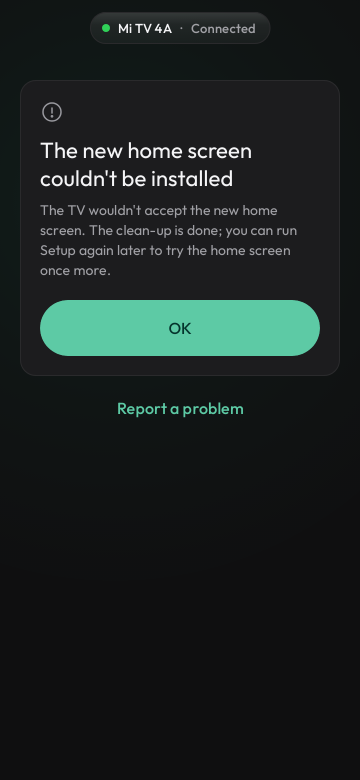 Mi TV 4A · Connected
The new home screen
couldn't be installed
The TV wouldn't accept the new home
screen. The clean-up is done; you can run
Setup again later to try the home screen
once more.
OK
Report a problem